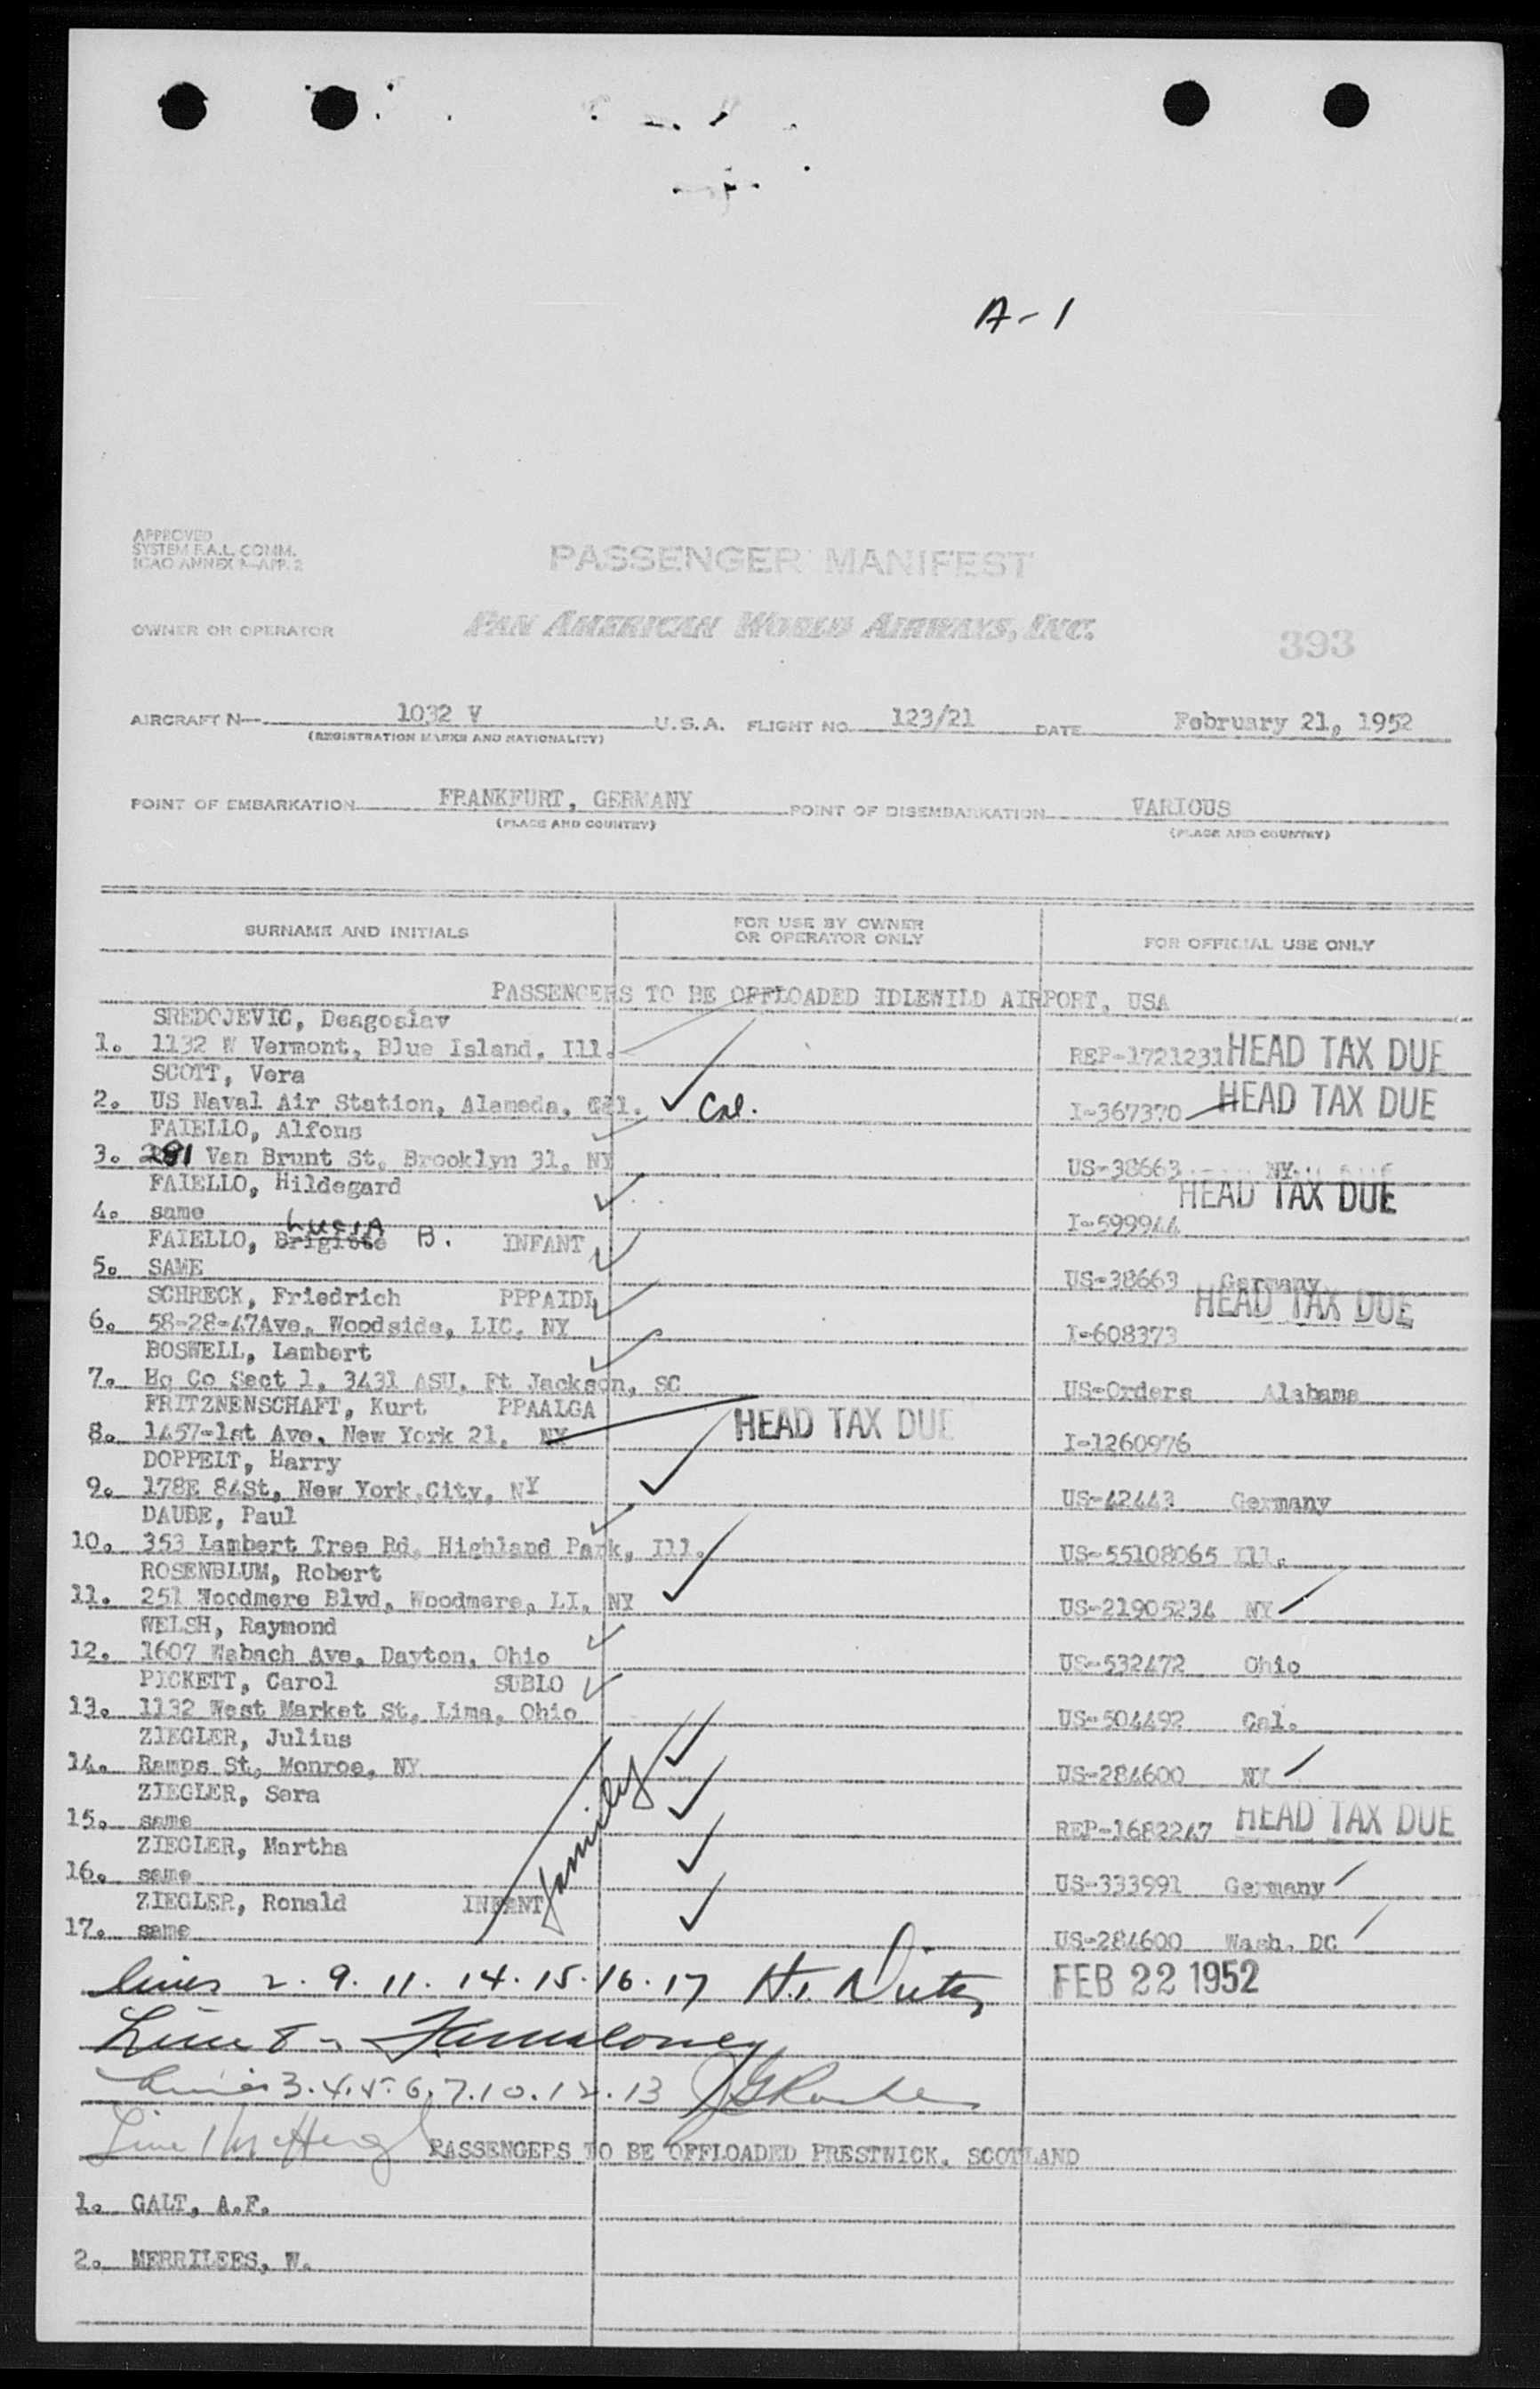 A-1
APPROVED
SYSTEM F.A.L. COMM.
ICAO ANNEX 9—APP. 2
PASSENGER MANIFEST
OWNER OR OPERATOR PAN AMERICAN WORLD AIRWAYS, INC. 393
AIRCRAFT N— 1032 V U.S.A. FLIGHT NO. 123/21 DATE February 21, 1952
(REGISTRATION MARKS AND NATIONALITY)
POINT OF EMBARKATION FRANKFURT, GERMANY POINT OF DISEMBARKATION VARIOUS
(PLACE AND COUNTRY) (PLACE AND COUNTRY)
SURNAME AND INITIALS FOR USE BY OWNER OR OPERATOR ONLY FOR OFFICIAL USE ONLY
PASSENGERS TO BE OFFLOADED IDLEWILD AIRPORT, USA
SREDOJEVIC, Deagoslav
1. 1132 W Vermont, Blue Island, Ill. REP-1721231 HEAD TAX DUE
SCOTT, Vera
2. US Naval Air Station, Alameda, Cal. Cal. I-367370 HEAD TAX DUE
FAIELLO, Alfons
3. 281 Van Brunt St, Brooklyn 31, NY US-38663 NY
FAIELLO, Hildegard HEAD TAX DUE
4. same I-599944
FAIELLO, Brigitte LUCIA B. INFANT
5. SAME US-38663 Germany
SCHRECK, Friedrich PPPAIDL HEAD TAX DUE
6. 58-28-47Ave, Woodside, LIC, NY I-608373
BOSWELL, Lambert
7. Hq Co Sect 1, 3431 ASU, Ft Jackson, SC US-Orders Alabama
FRITZNENSCHAFT, Kurt PPAALGA HEAD TAX DUE
8. 1457-1st Ave, New York 21, NY I-1260976
DOPPELT, Harry
9. 178E 84St, New York City, NY US-42443 Germany
DAUBE, Paul
10. 353 Lambert Tree Rd, Highland Park, Ill. US-55108065 Ill.
ROSENBLUM, Robert
11. 251 Woodmere Blvd, Woodmere, LI, NY US-21905234 NY
WELSH, Raymond
12. 1607 Wabach Ave, Dayton, Ohio US-532472 Ohio
PICKETT, Carol SUBLO
13. 1132 West Market St, Lima, Ohio US-504492 Cal.
ZIEGLER, Julius
14. Ramps St, Monroe, NY US-284600 NY
ZIEGLER, Sara family
15. same REP-1682247 HEAD TAX DUE
ZIEGLER, Martha
16. same US-333991 Germany
ZIEGLER, Ronald INFANT
17. same US-284600 Wash. DC
lines 2. 9. 11. 14. 15. 16. 17 FEB 22 1952
Line 8
Lines 3.4.5.6.7.10.12.13
Line 1
PASSENGERS TO BE OFFLOADED PRESTWICK, SCOTLAND
1. GALT, A.F.
2. MERRILEES, W.